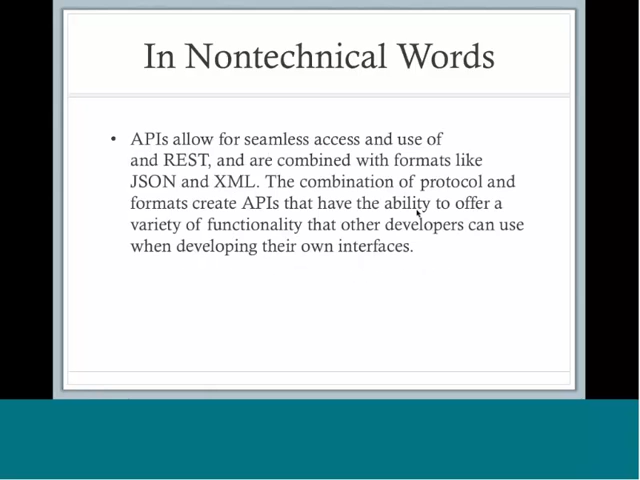 In Nontechnical Words
• APIs allow for seamless access and use of
and REST, and are combined with formats like
JSON and XML. The combination of protocol and
formats create APIs that have the ability to offer a
variety of functionality that other developers can use
when developing their own interfaces.